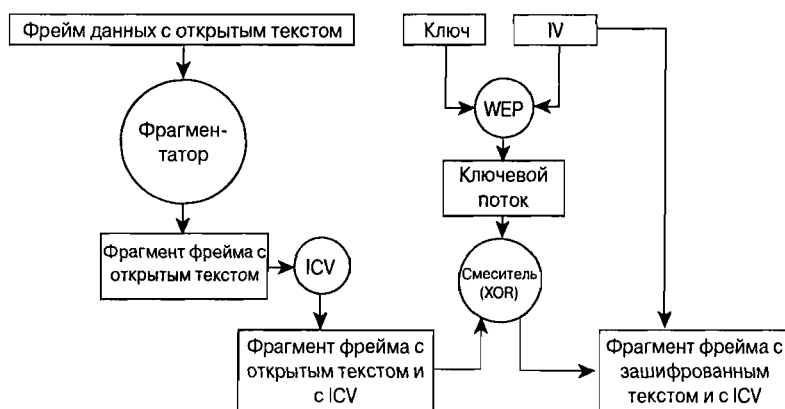 Фрейм данных с открытым текстом
Ключ
IV
Фрагмен-
татор
WEP
Ключевой
поток
Фрагмент фрейма с
открытым текстом
ICV
Смеситель
(XOR)
Фрагмент фрейма с
открытым текстом и
с ICV
Фрагмент фрейма с
зашифрованным
текстом и с ICV